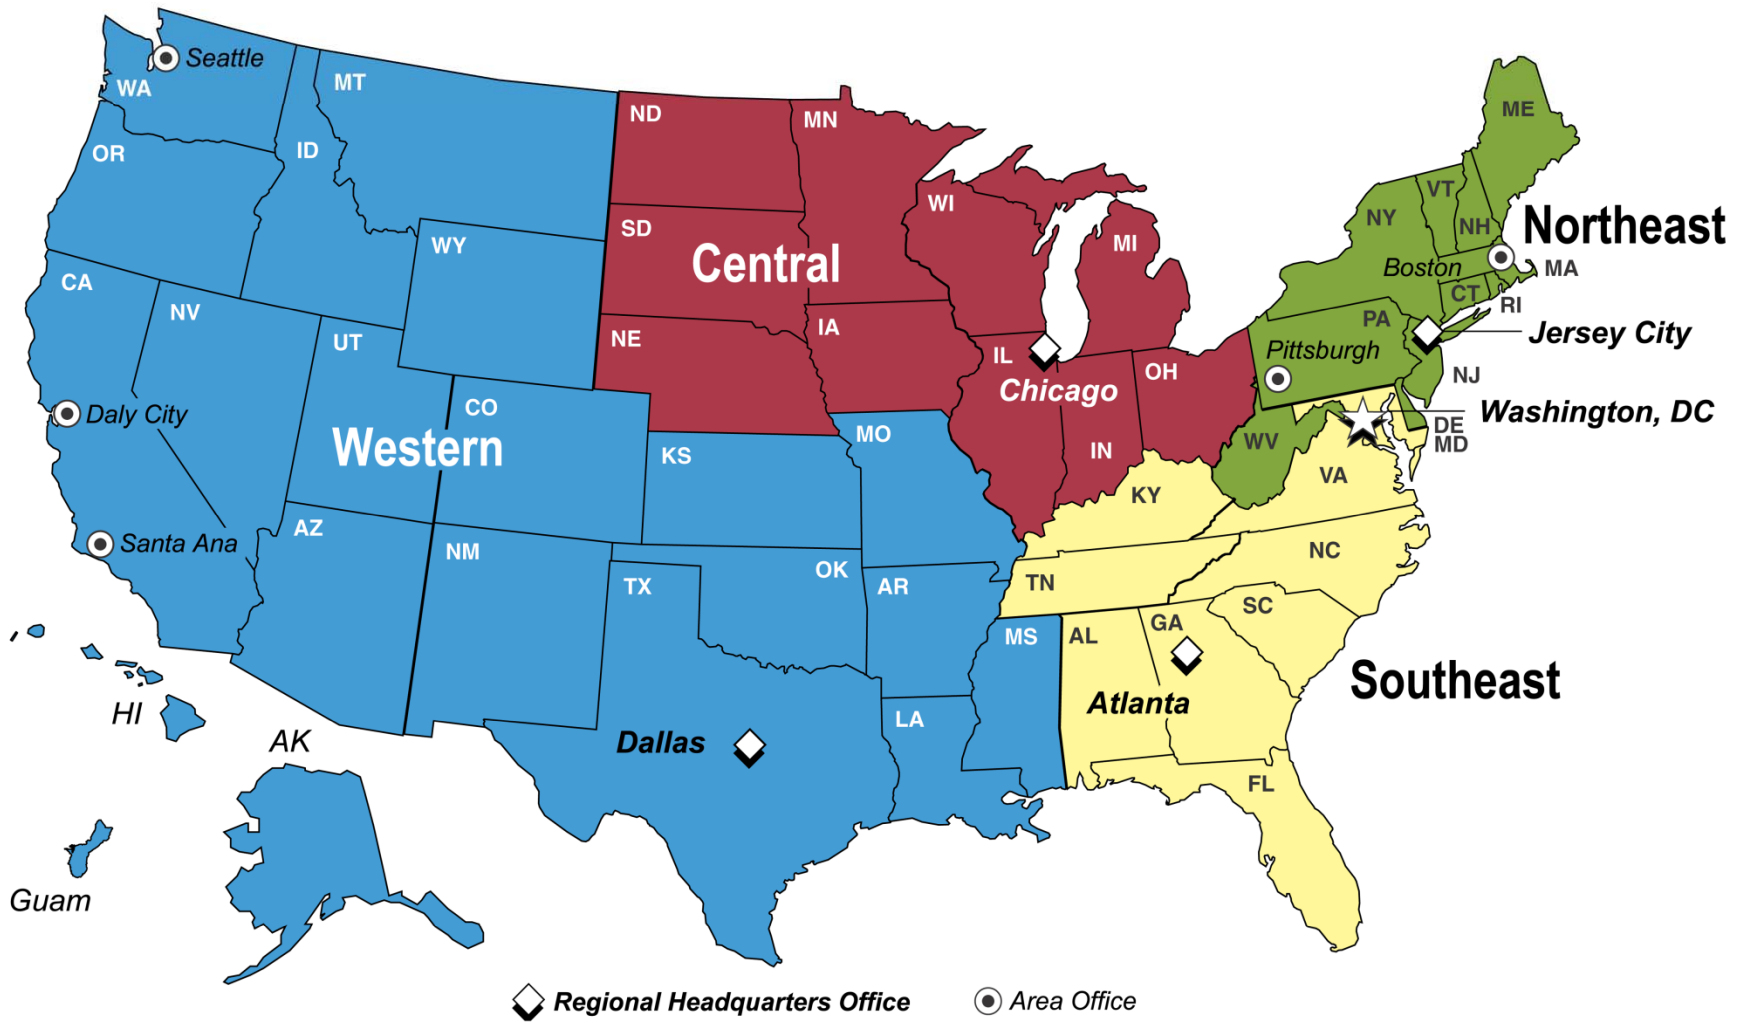 Seattle
WA
MT
ND
MN
ME
OR
ID
SD
WI
VT
NY
NH
Northeast
WY
Central
MI
Boston
MA
CA
NV
NE
IA
CT
RI
UT
PA
IL
Jersey City
Pittsburgh
OH
Chicago
NJ
CO
Daly City
Washington, DC
Western
MO
DE
WV
MD
KS
IN
VA
KY
AZ
Santa Ana
NM
NC
OK
TX
AR
TN
SC
GA
MS
AL
Southeast
Atlanta
HI
LA
AK
Dallas
FL
Guam
Regional Headquarters Office
Area Office